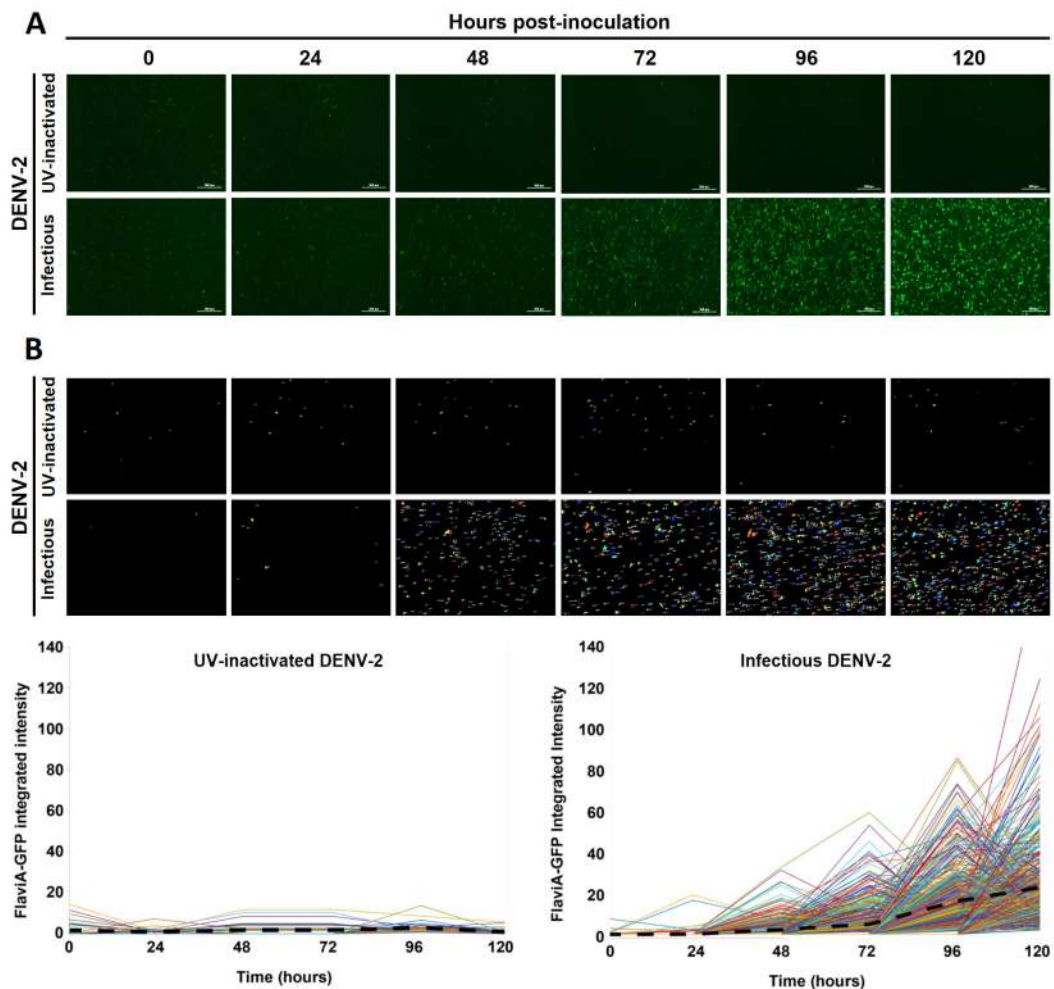 A
Hours post-inoculation
0 24 48 72 96 120
DENV-2
UV-inactivated
Infectious
B
DENV-2
UV-inactivated
Infectious
UV-inactivated DENV-2
FlaviA-GFP integrated intensity
140
120
100
80
60
40
20
0
0 24 48 72 96 120
Time (hours)
Infectious DENV-2
FlaviA-GFP Integrated Intensity
140
120
100
80
60
40
20
0
0 24 48 72 96 120
Time (hours)